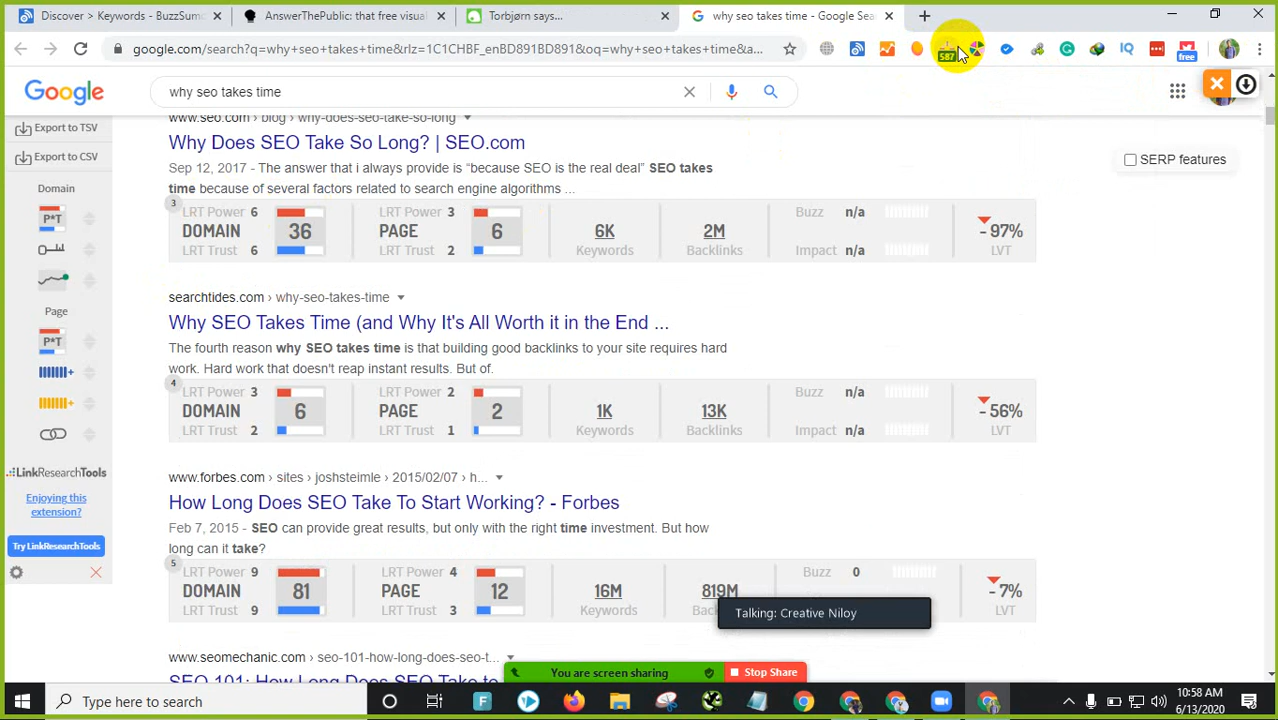 Discover > Keywords - BuzzSumo
AnswerThePublic: that free visual
Torbjørn says...
why seo takes time - Google Sea
google.com/search?q=why+seo+takes+time&rlz=1C1CHBF_enBD891BD891&oq=why+seo+takes+time&a...
587
free
Google
why seo takes time
Export to TSV
Export to CSV
Domain
P*T
Page
P*T
LinkResearchTools
Enjoying this
extension?
Try LinkResearchTools
SERP features
www.seo.com › blog › why-does-seo-take-so-long
Why Does SEO Take So Long? | SEO.com
Sep 12, 2017 - The answer that i always provide is "because SEO is the real deal" SEO takes
time because of several factors related to search engine algorithms ...
3
LRT Power 6
DOMAIN 36
LRT Trust 6
LRT Power 3
PAGE 6
LRT Trust 2
6K
Keywords
2M
Backlinks
Buzz n/a
Impact n/a
-97%
LVT
searchtides.com › why-seo-takes-time
Why SEO Takes Time (and Why It's All Worth it in the End ...
The fourth reason why SEO takes time is that building good backlinks to your site requires hard
work. Hard work that doesn't reap instant results. But of.
4
LRT Power 3
DOMAIN 6
LRT Trust 2
LRT Power 2
PAGE 2
LRT Trust 1
1K
Keywords
13K
Backlinks
Buzz n/a
Impact n/a
-56%
LVT
www.forbes.com › sites › joshsteimle › 2015/02/07 › h...
How Long Does SEO Take To Start Working? - Forbes
Feb 7, 2015 - SEO can provide great results, but only with the right time investment. But how
long can it take?
5
LRT Power 9
DOMAIN 81
LRT Trust 9
LRT Power 4
PAGE 12
LRT Trust 3
16M
Keywords
819M
Buzz 0
-7%
LVT
Talking: Creative Niloy
www.seomechanic.com › seo-101-how-long-does-seo-t...
SEO 101: How Long Does SEO Take to
You are screen sharing
Stop Share
Type here to search
F
10:58 AM
6/13/2020